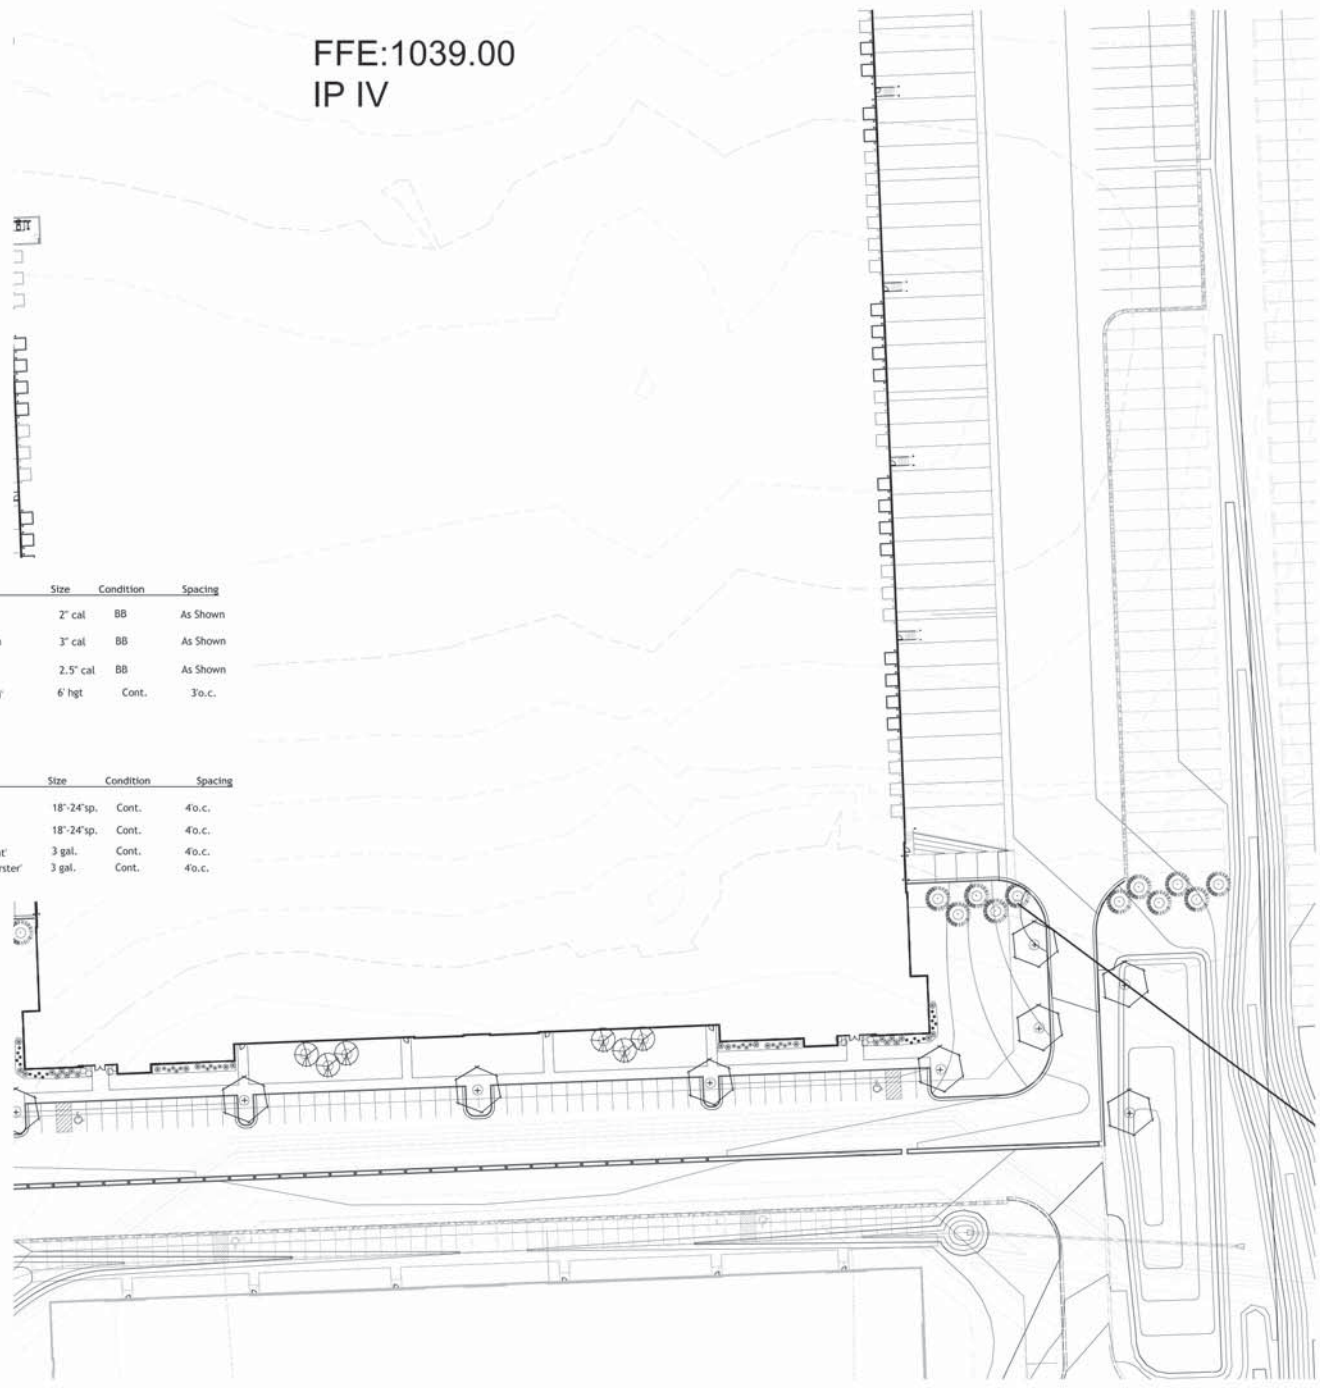 FFE:1039.00
IP IV
Size Condition Spacing
2" cal BB As Shown
3" cal BB As Shown
2.5" cal BB As Shown
6' hgt Cont. 3'o.c.
Size Condition Spacing
18"-24"sp. Cont. 4'o.c.
18"-24"sp. Cont. 4'o.c.
3 gal. Cont. 4'o.c.
3 gal. Cont. 4'o.c.